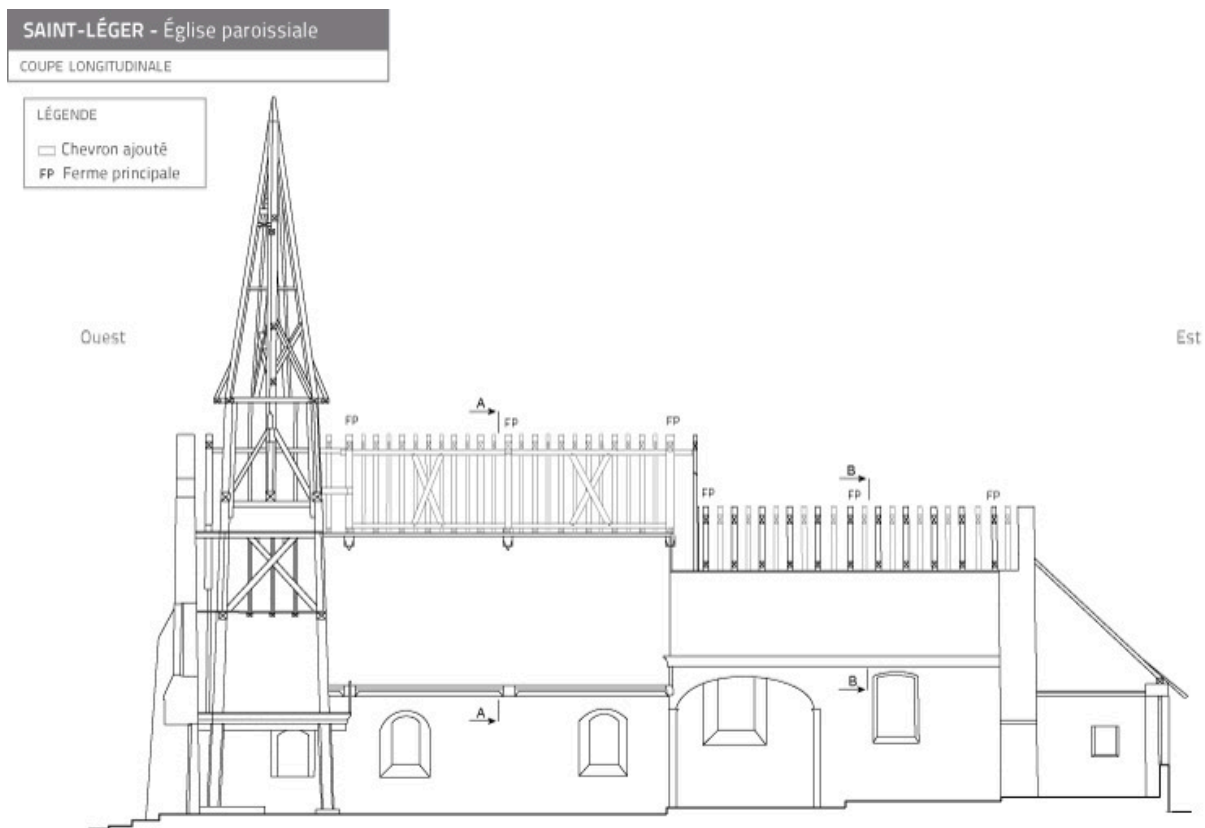 SAINT-LÉGER - Église paroissiale
COUPE LONGITUDINALE
LÉGENDE
Chevron ajouté
FP Ferme principale
Ouest
Est
A
FP
FP
FP
B
FP
FP
FP
B
A